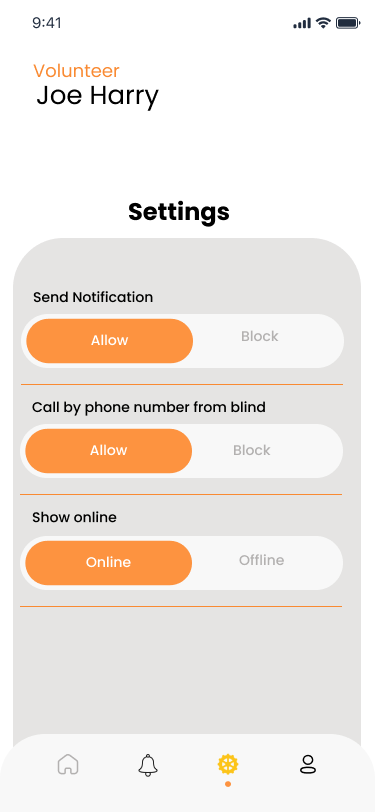 9:41
Volunteer
Joe Harry
Settings
Send Notification
Allow Block
Call by phone number from blind
Allow Block
Show online
Online Offline